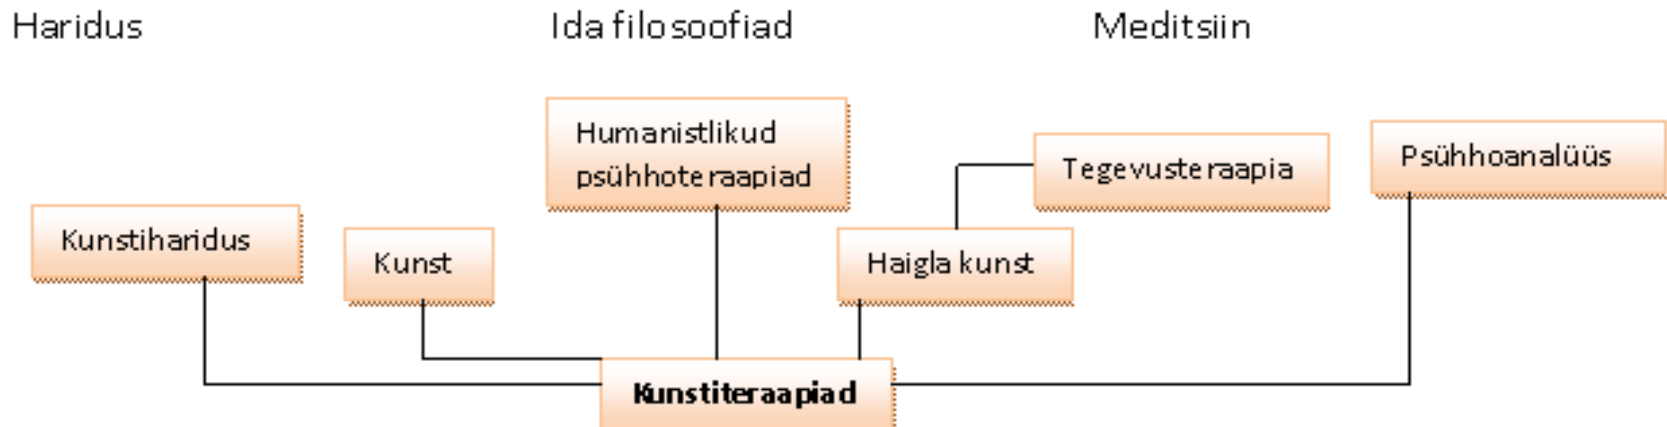 Haridus
Ida filosoofiad
Meditsiin
Humanistlikud
psühhoteraapiad
Tegevusteraapia
Psühhoanalüüs
Kunstiharidus
Kunst
Haigla kunst
Kunstiteraapiad